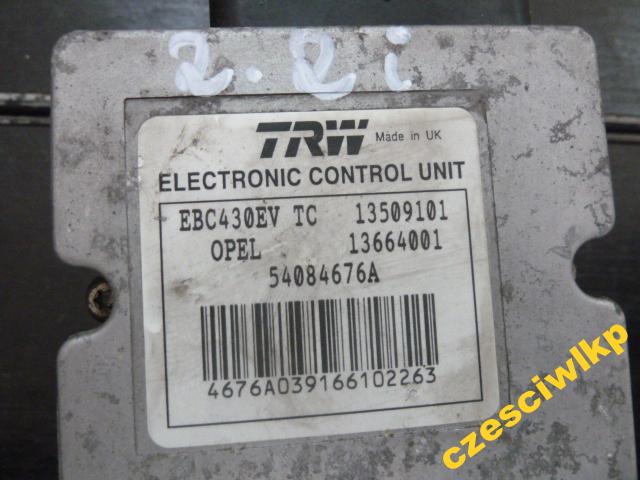 2.2i
TRW Made in UK
ELECTRONIC CONTROL UNIT
EBC430EV TC 13509101
OPEL 13664001
54084676A
4676A039166102263
czesciwlkp